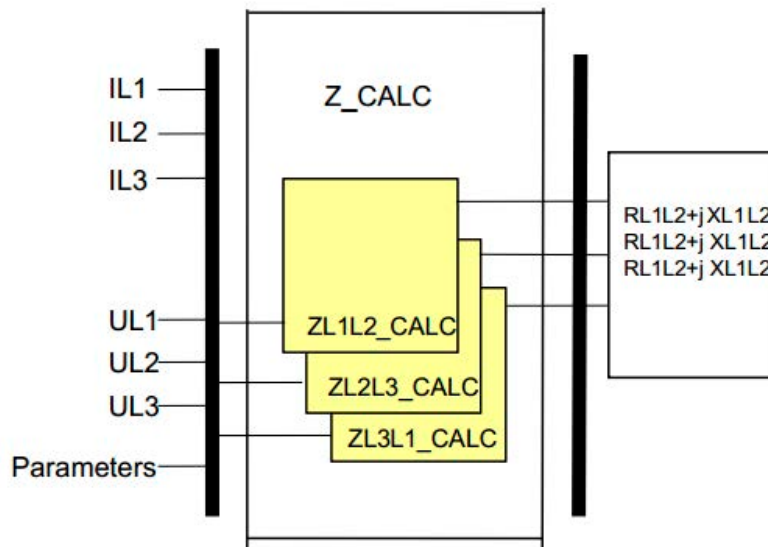 IL1
IL2
IL3
UL1
UL2
UL3
Parameters
Z_CALC
ZL1L2_CALC
ZL2L3_CALC
ZL3L1_CALC
RL1L2+j XL1L2
RL1L2+j XL1L2
RL1L2+j XL1L2